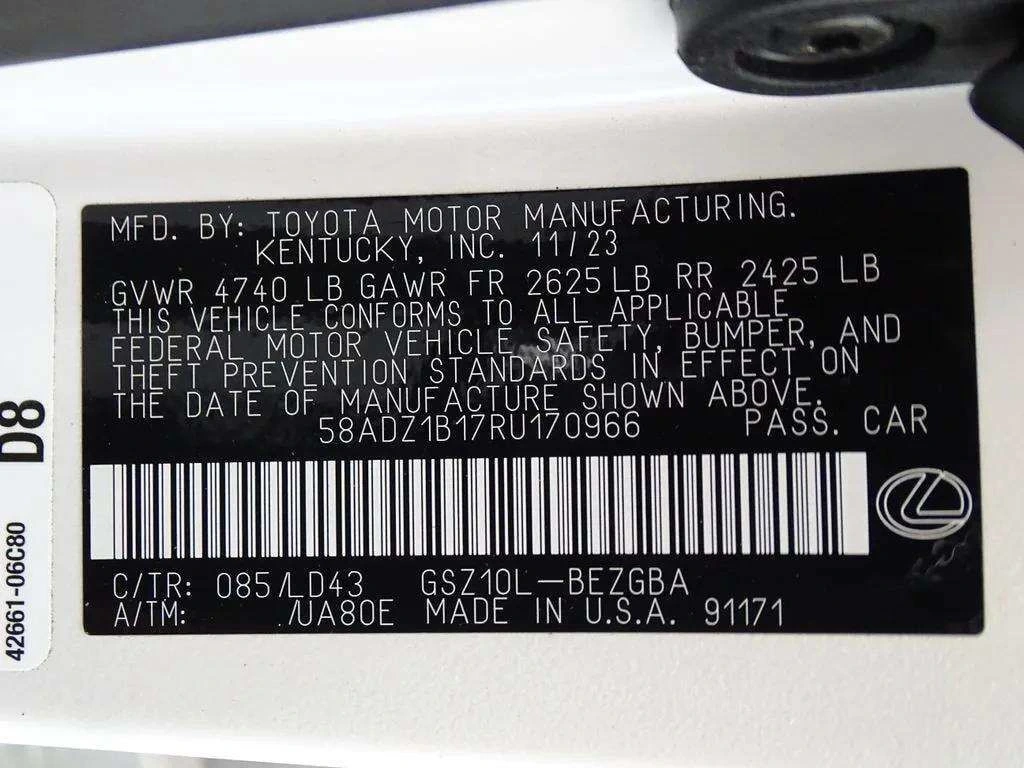 MFD. BY: TOYOTA MOTOR MANUFACTURING.
KENTUCKY, INC. 11/23
GVWR 4740 LB GAWR FR 2625 LB RR 2425 LB
THIS VEHICLE CONFORMS TO ALL APPLICABLE
FEDERAL MOTOR VEHICLE SAFETY, BUMPER, AND
THEFT PREVENTION STANDARDS IN EFFECT ON
THE DATE OF MANUFACTURE SHOWN ABOVE.
58ADZ1B17RU170966 PASS. CAR
C/TR: 085/LD43 GSZ10L-BEZGBA
A/TM: /UA80E MADE IN U.S.A. 91171
D8
42661-06C80